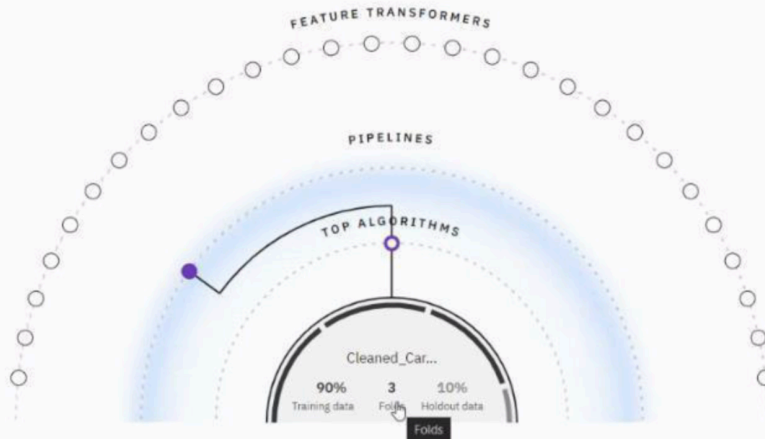 FEATURE TRANSFORMERS
PIPELINES
TOP ALGORITHMS
Cleaned_Car...
90% 3 10%
Training data Folds Holdout data
Folds